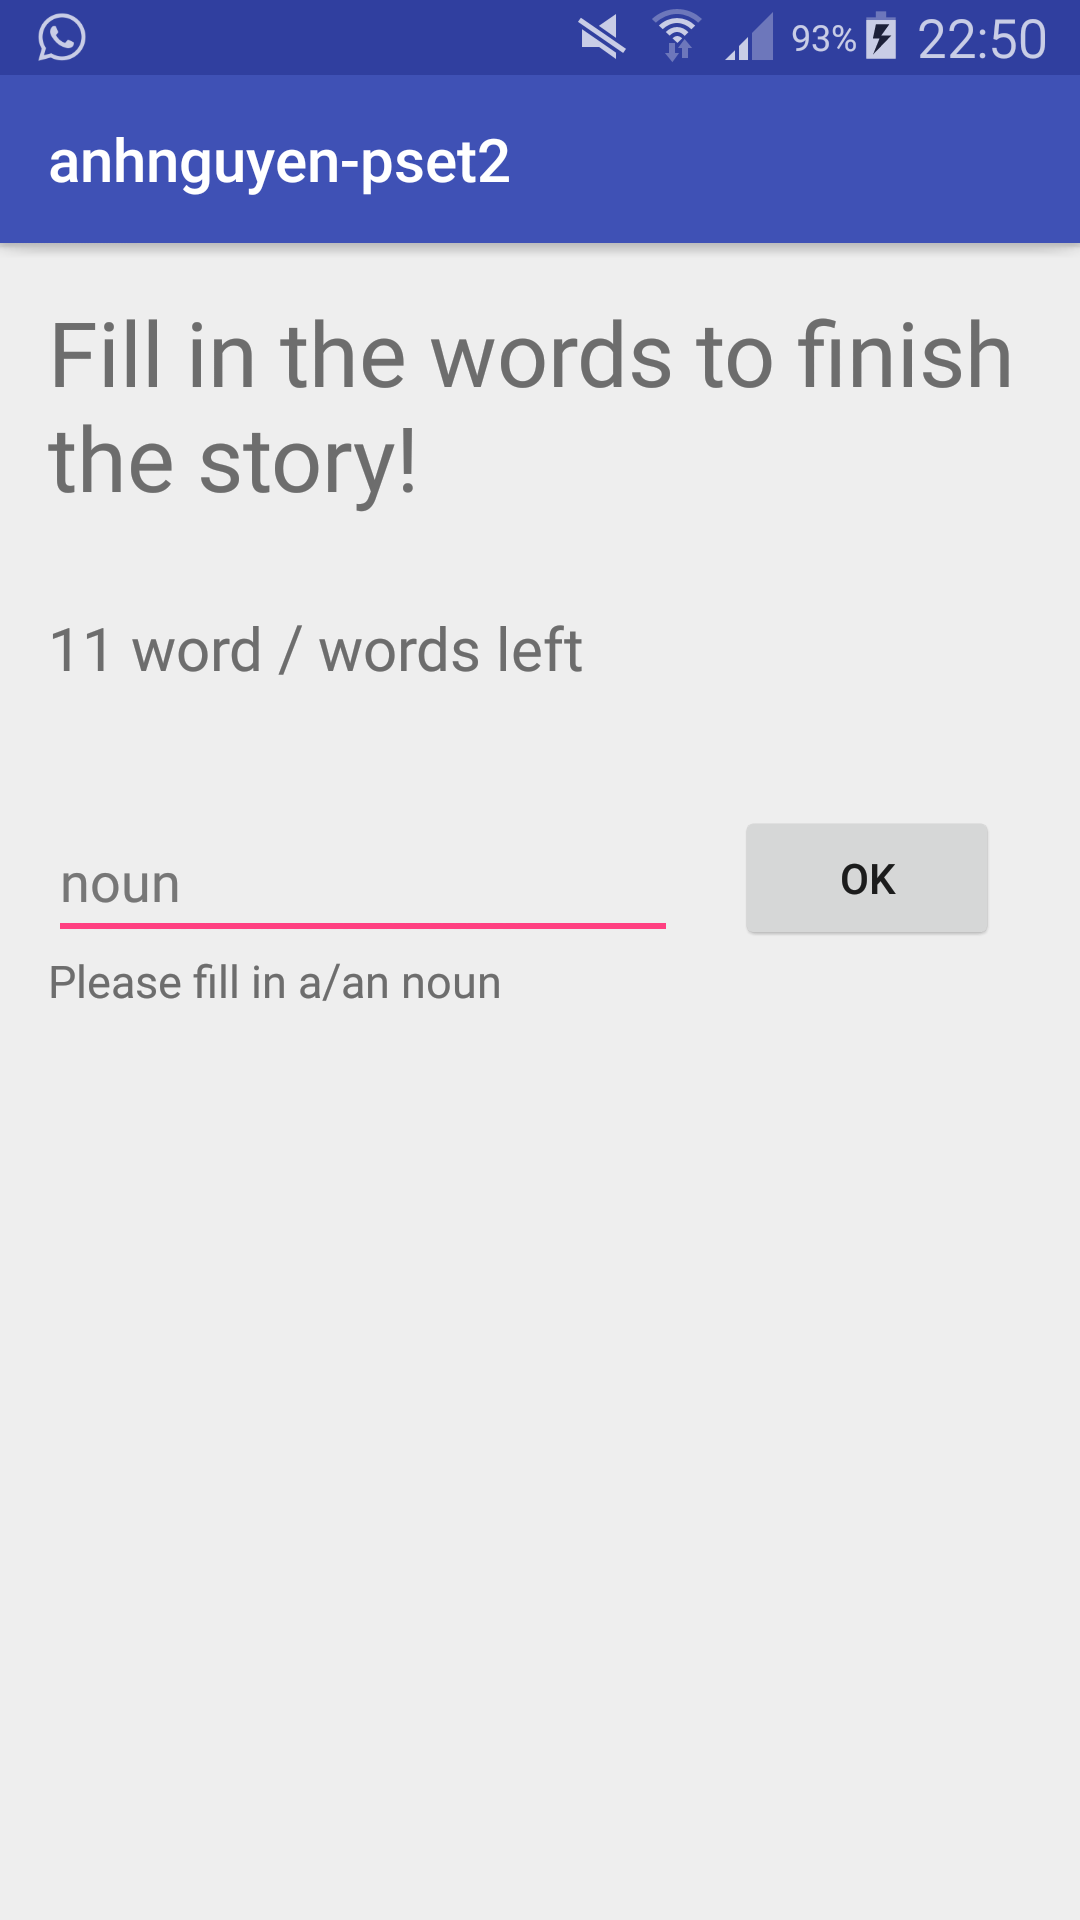 93% 22:50
anhnguyen-pset2
Fill in the words to finish
the story!
11 word / words left
noun
OK
Please fill in a/an noun